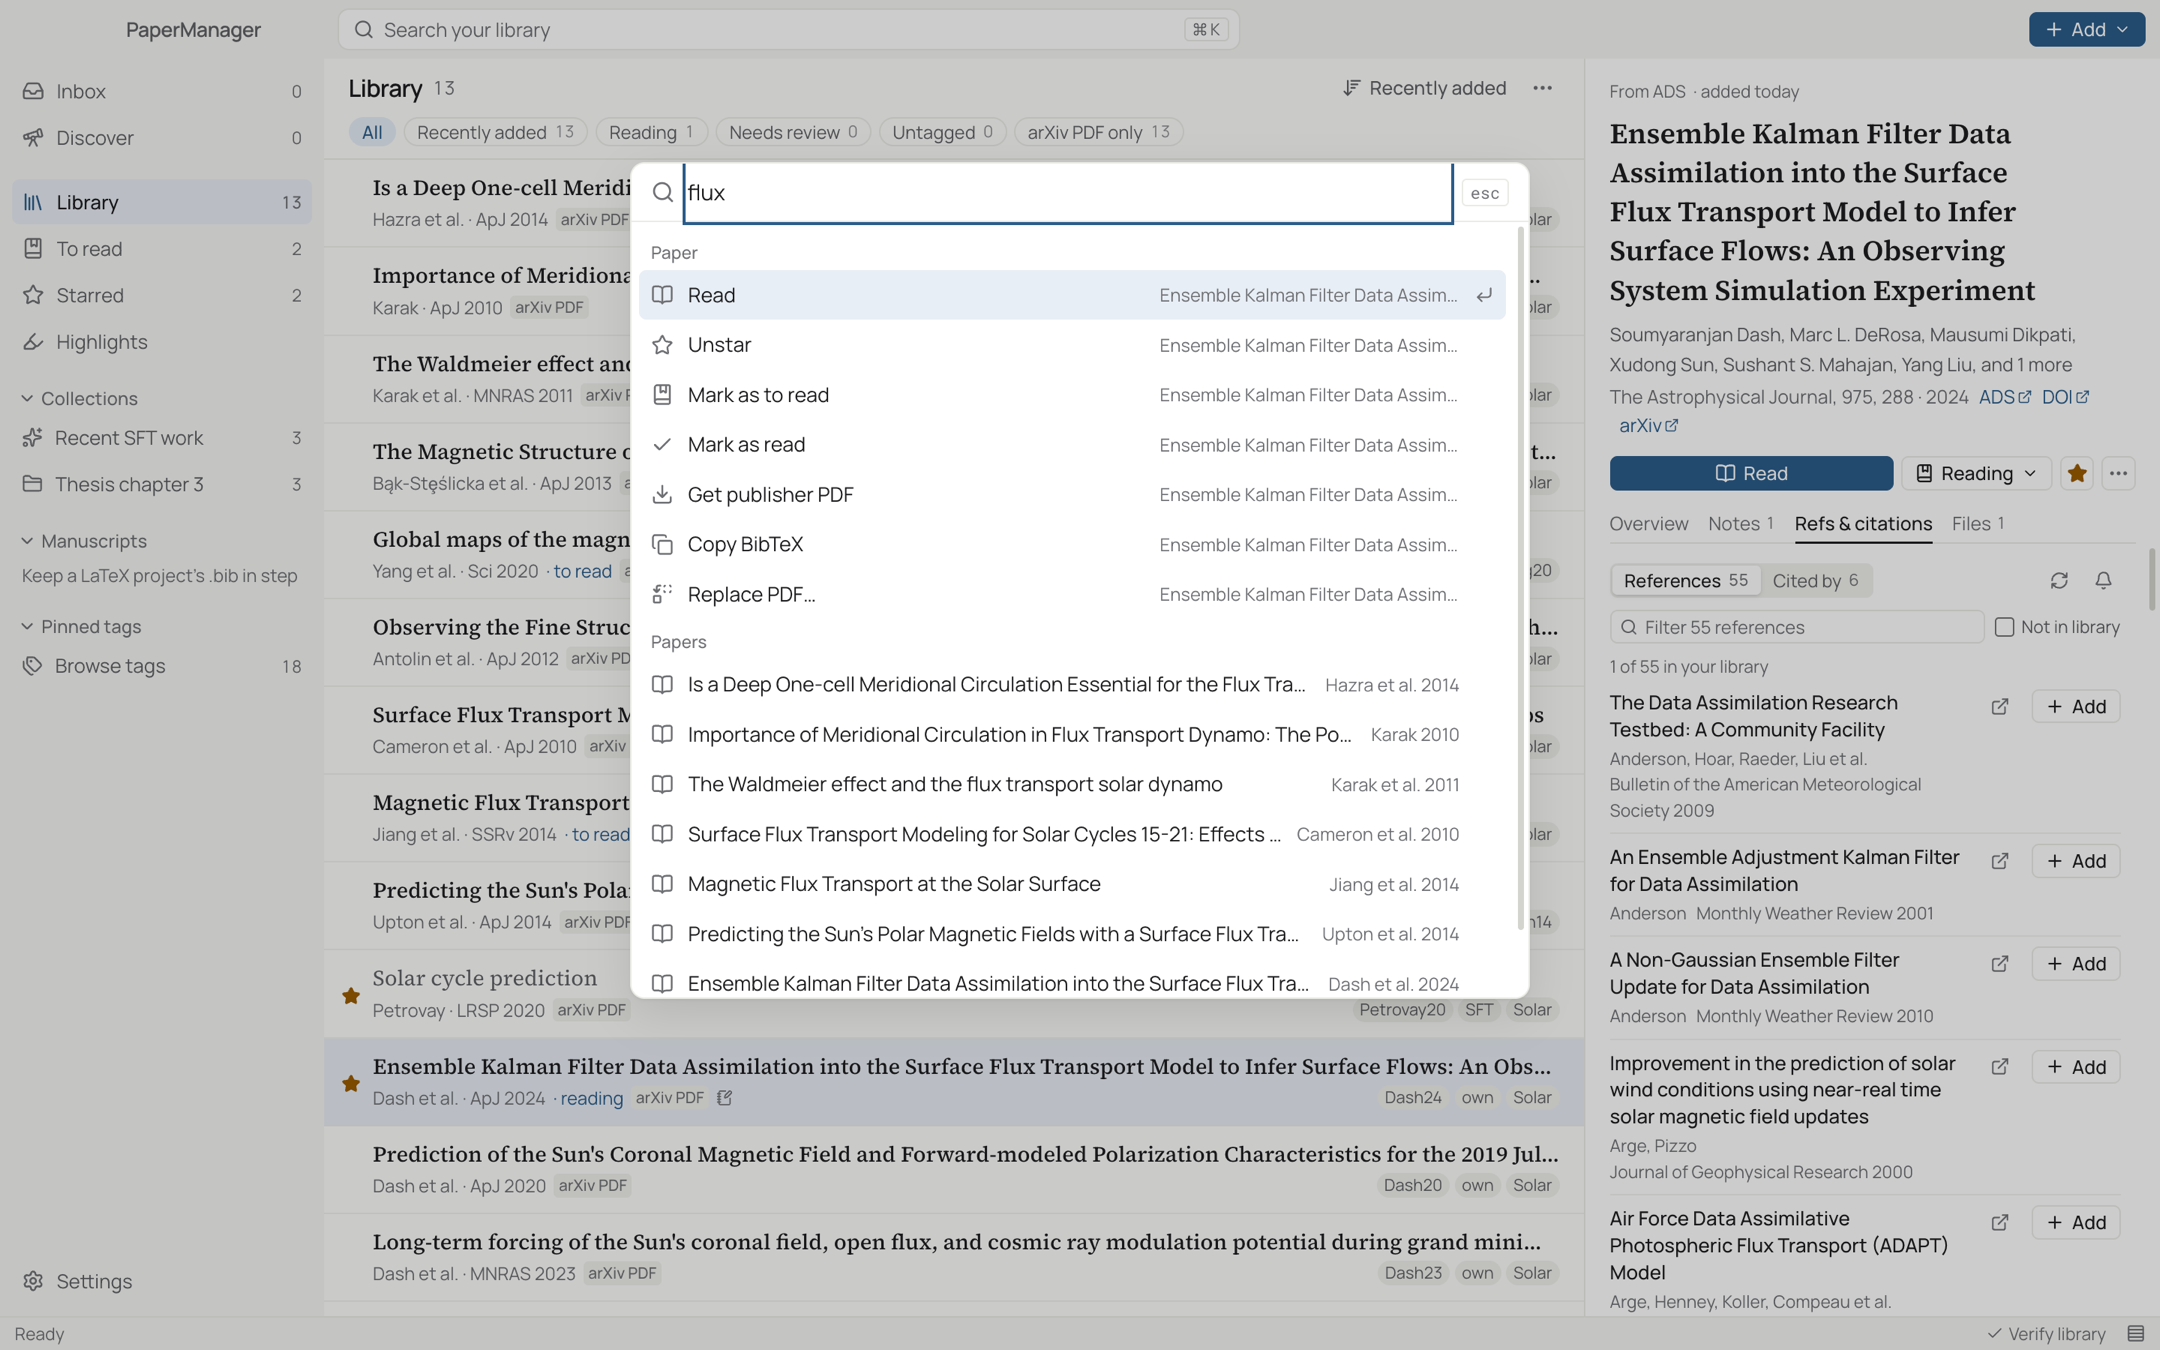 PaperManager
Search your library
⌘ K
+ Add
Inbox 0
Discover 0
Library 13
To read 2
Starred 2
Highlights
Collections
Recent SFT work 3
Thesis chapter 3 3
Manuscripts
Keep a LaTeX project's .bib in step
Pinned tags
Browse tags 18
Settings
Library 13
Recently added
All
Recently added 13
Reading 1
Needs review 0
Untagged 0
arXiv PDF only 13
Is a Deep One-cell Meridi
Hazra et al. · ApJ 2014 arXiv PDF
Importance of Meridiona
Karak · ApJ 2010 arXiv PDF
The Waldmeier effect and
Karak et al. · MNRAS 2011 arXiv P
The Magnetic Structure o
Bąk-Stęślicka et al. · ApJ 2013
Global maps of the magn
Yang et al. · Sci 2020 · to read
Observing the Fine Struc
Antolin et al. · ApJ 2012 arXiv PD
Surface Flux Transport M
Cameron et al. · ApJ 2010 arXiv
Magnetic Flux Transport
Jiang et al. · SSRv 2014 · to read
Predicting the Sun's Pola
Upton et al. · ApJ 2014 arXiv PDF
Solar cycle prediction
Petrovay · LRSP 2020 arXiv PDF
Petrovay20 SFT Solar
Ensemble Kalman Filter Data Assimilation into the Surface Flux Transport Model to Infer Surface Flows: An Obs...
Dash et al. · ApJ 2024 · reading arXiv PDF
Dash24 own Solar
Prediction of the Sun's Coronal Magnetic Field and Forward-modeled Polarization Characteristics for the 2019 Jul...
Dash et al. · ApJ 2020 arXiv PDF
Dash20 own Solar
Long-term forcing of the Sun's coronal field, open flux, and cosmic ray modulation potential during grand mini...
Dash et al. · MNRAS 2023 arXiv PDF
Dash23 own Solar
flux
esc
Paper
Read Ensemble Kalman Filter Data Assim...
Unstar Ensemble Kalman Filter Data Assim...
Mark as to read Ensemble Kalman Filter Data Assim...
Mark as read Ensemble Kalman Filter Data Assim...
Get publisher PDF Ensemble Kalman Filter Data Assim...
Copy BibTeX Ensemble Kalman Filter Data Assim...
Replace PDF... Ensemble Kalman Filter Data Assim...
Papers
Is a Deep One-cell Meridional Circulation Essential for the Flux Tra... Hazra et al. 2014
Importance of Meridional Circulation in Flux Transport Dynamo: The Po... Karak 2010
The Waldmeier effect and the flux transport solar dynamo Karak et al. 2011
Surface Flux Transport Modeling for Solar Cycles 15-21: Effects ... Cameron et al. 2010
Magnetic Flux Transport at the Solar Surface Jiang et al. 2014
Predicting the Sun's Polar Magnetic Fields with a Surface Flux Tra... Upton et al. 2014
Ensemble Kalman Filter Data Assimilation into the Surface Flux Tra... Dash et al. 2024
From ADS · added today
Ensemble Kalman Filter Data
Assimilation into the Surface
Flux Transport Model to Infer
Surface Flows: An Observing
System Simulation Experiment
Soumyaranjan Dash, Marc L. DeRosa, Mausumi Dikpati,
Xudong Sun, Sushant S. Mahajan, Yang Liu, and 1 more
The Astrophysical Journal, 975, 288 · 2024 ADS DOI
arXiv
Read
Reading
Overview Notes 1 Refs & citations Files 1
References 55 Cited by 6
Filter 55 references
Not in library
1 of 55 in your library
The Data Assimilation Research
Testbed: A Community Facility
+ Add
Anderson, Hoar, Raeder, Liu et al.
Bulletin of the American Meteorological
Society 2009
An Ensemble Adjustment Kalman Filter
for Data Assimilation
+ Add
Anderson Monthly Weather Review 2001
A Non-Gaussian Ensemble Filter
Update for Data Assimilation
+ Add
Anderson Monthly Weather Review 2010
Improvement in the prediction of solar
wind conditions using near-real time
solar magnetic field updates
+ Add
Arge, Pizzo
Journal of Geophysical Research 2000
Air Force Data Assimilative
Photospheric Flux Transport (ADAPT)
Model
+ Add
Arge, Henney, Koller, Compeau et al.
Ready
Verify library